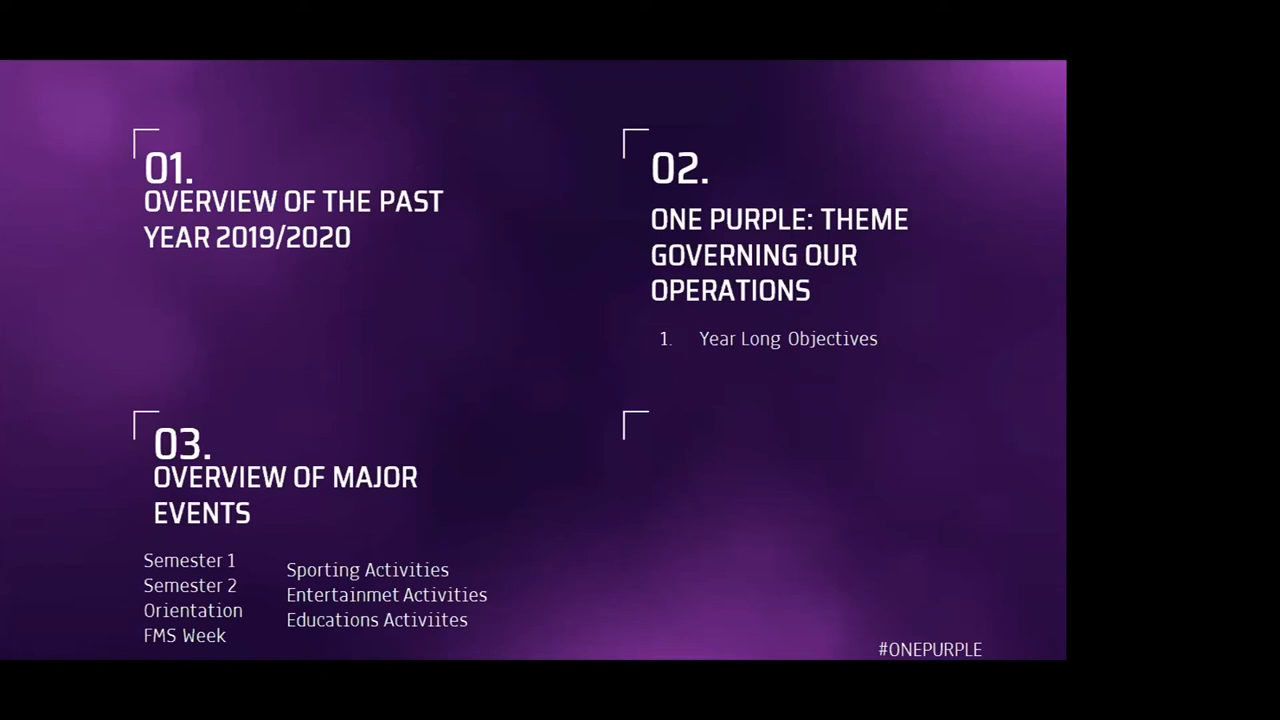 01.
OVERVIEW OF THE PAST
YEAR 2019/2020
02.
ONE PURPLE: THEME
GOVERNING OUR
OPERATIONS
1. Year Long Objectives
03.
OVERVIEW OF MAJOR
EVENTS
Semester 1
Semester 2
Orientation
FMS Week
Sporting Activities
Entertainmet Activities
Educations Activiites
#ONEPURPLE